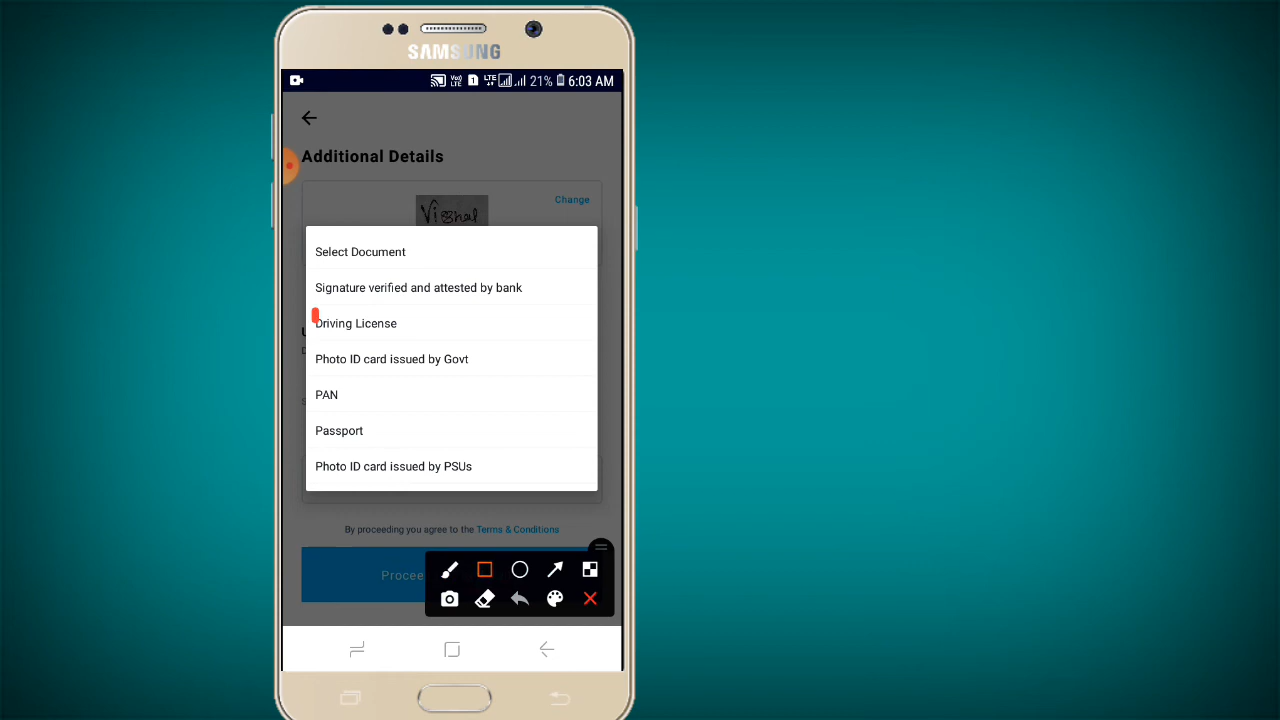 SAMSUNG
21% 6:03 AM
Additional Details
Change
Vishal
Select Document
Signature verified and attested by bank
Driving License
Photo ID card issued by Govt
PAN
Passport
Photo ID card issued by PSUs
By proceeding you agree to the Terms & Conditions
Procee